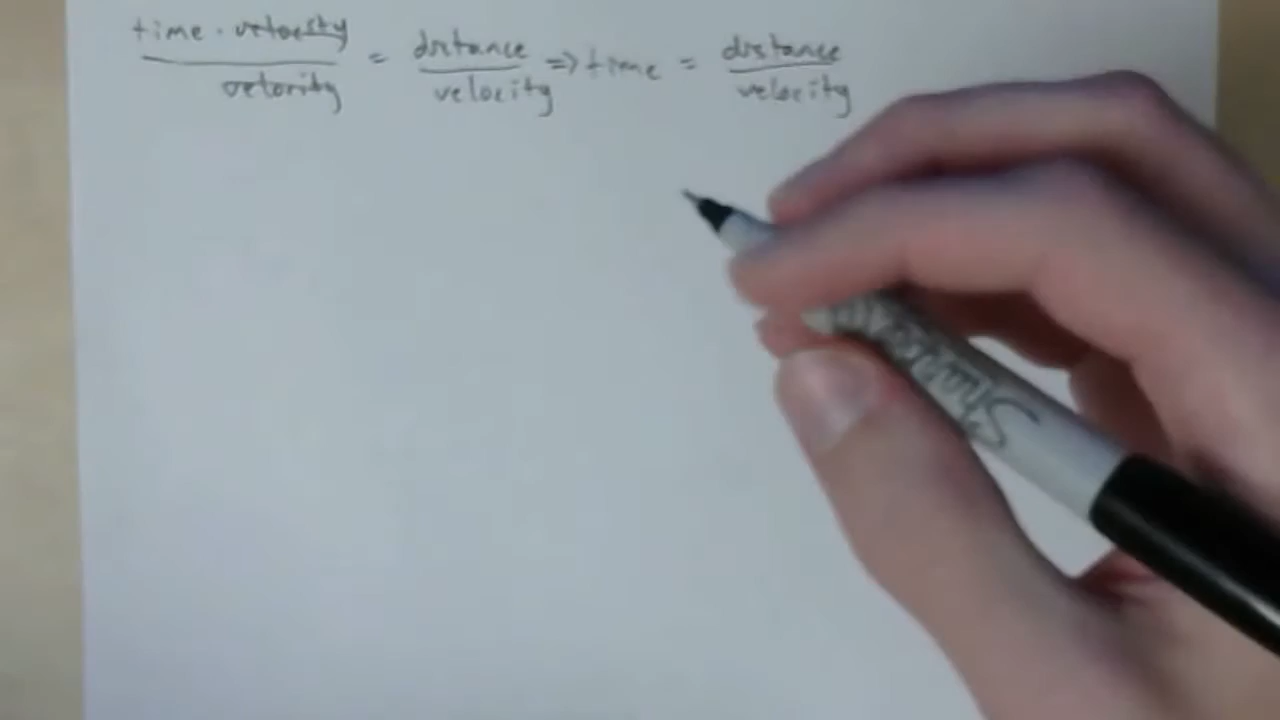 time · velocity / velocity = distance / velocity ⇒ time = distance / velocity
Sharpie